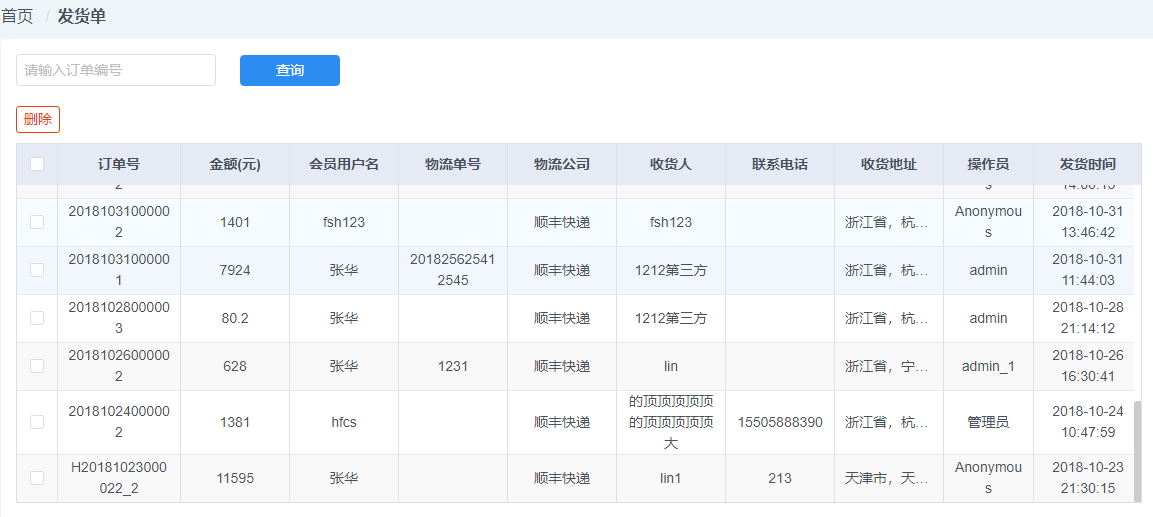 首页 / 发货单
请输入订单编号 查询
删除
订单号 金额(元) 会员用户名 物流单号 物流公司 收货人 联系电话 收货地址 操作员 发货时间
2018103100000 1401 fsh123 顺丰快递 fsh123 浙江省，杭... Anonymou 2018-10-31
2 s 13:46:42
2018103100000 7924 张华 20182562541 顺丰快递 1212第三方 浙江省，杭... admin 2018-10-31
1 2545 11:44:03
2018102800000 80.2 张华 顺丰快递 1212第三方 浙江省，杭... admin 2018-10-28
3 21:14:12
2018102600000 628 张华 1231 顺丰快递 lin 浙江省，宁... admin_1 2018-10-26
2 16:30:41
的顶顶顶顶顶
2018102400000 1381 hfcs 顺丰快递 的顶顶顶顶顶 15505888390 浙江省，杭... 管理员 2018-10-24
2 大 10:47:59
H20181023000 11595 张华 顺丰快递 lin1 213 天津市，天... Anonymou 2018-10-23
022_2 s 21:30:15